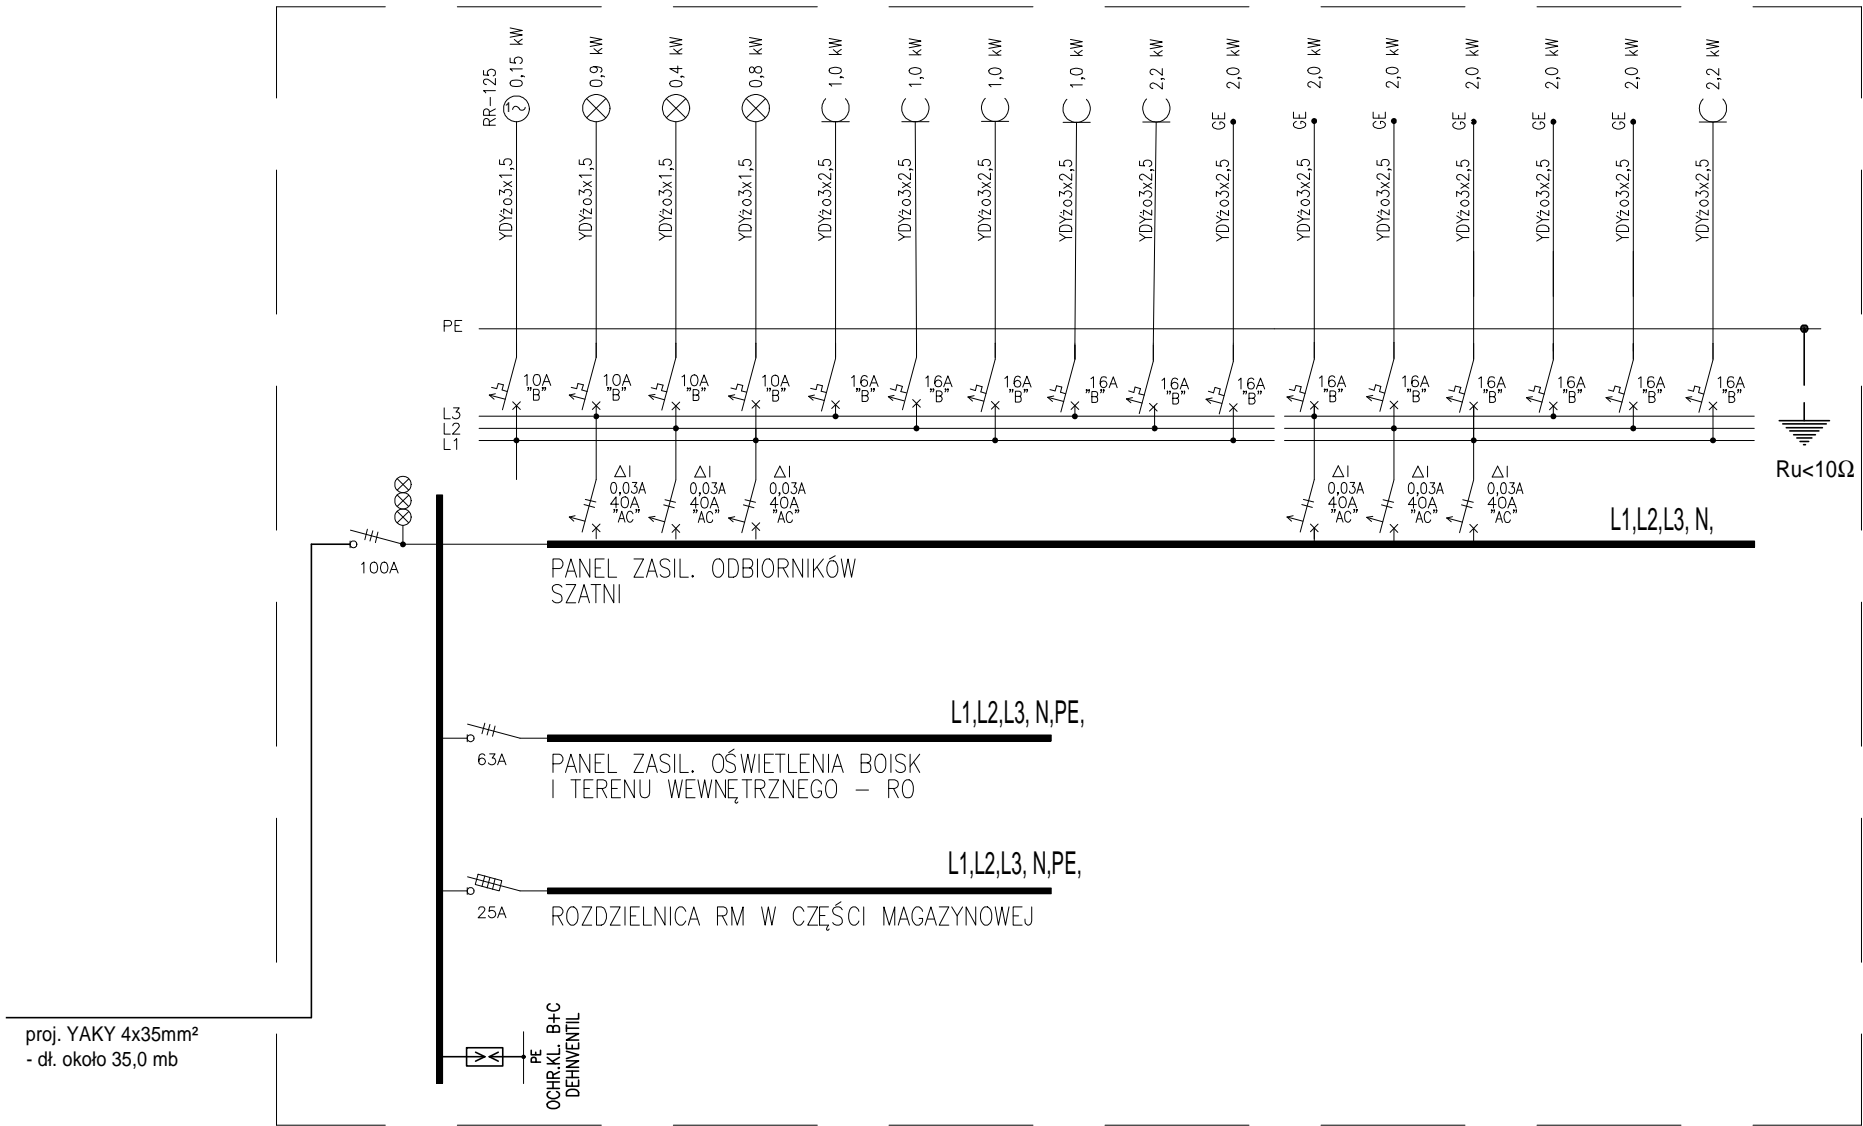 RR-125
0,15 kW
0,9 kW
0,4 kW
0,8 kW
1,0 kW
1,0 kW
1,0 kW
1,0 kW
2,2 kW
2,0 kW
2,0 kW
2,0 kW
2,0 kW
2,0 kW
2,0 kW
2,2 kW
1~
GE
GE
GE
GE
GE
GE
YDYżo3x1,5
YDYżo3x1,5
YDYżo3x1,5
YDYżo3x1,5
YDYżo3x2,5
YDYżo3x2,5
YDYżo3x2,5
YDYżo3x2,5
YDYżo3x2,5
YDYżo3x2,5
YDYżo3x2,5
YDYżo3x2,5
YDYżo3x2,5
YDYżo3x2,5
YDYżo3x2,5
YDYżo3x2,5
PE
10A
"B"
10A
"B"
10A
"B"
10A
"B"
16A
"B"
16A
"B"
16A
"B"
16A
"B"
16A
"B"
16A
"B"
16A
"B"
16A
"B"
16A
"B"
16A
"B"
16A
"B"
16A
"B"
L3
L2
L1
Ru<10Ω
ΔI
0,03A
40A
"AC"
ΔI
0,03A
40A
"AC"
ΔI
0,03A
40A
"AC"
ΔI
0,03A
40A
"AC"
ΔI
0,03A
40A
"AC"
ΔI
0,03A
40A
"AC"
L1,L2,L3, N,
100A
PANEL ZASIL. ODBIORNIKÓW
SZATNI
L1,L2,L3, N,PE,
63A
PANEL ZASIL. OŚWIETLENIA BOISK
I TERENU WEWNĘTRZNEGO – RO
L1,L2,L3, N,PE,
25A
ROZDZIELNICA RM W CZĘŚCI MAGAZYNOWEJ
proj. YAKY 4x35mm²
- dł. około 35,0 mb
PE
OCHR.KL. B+C
DEHNVENTIL